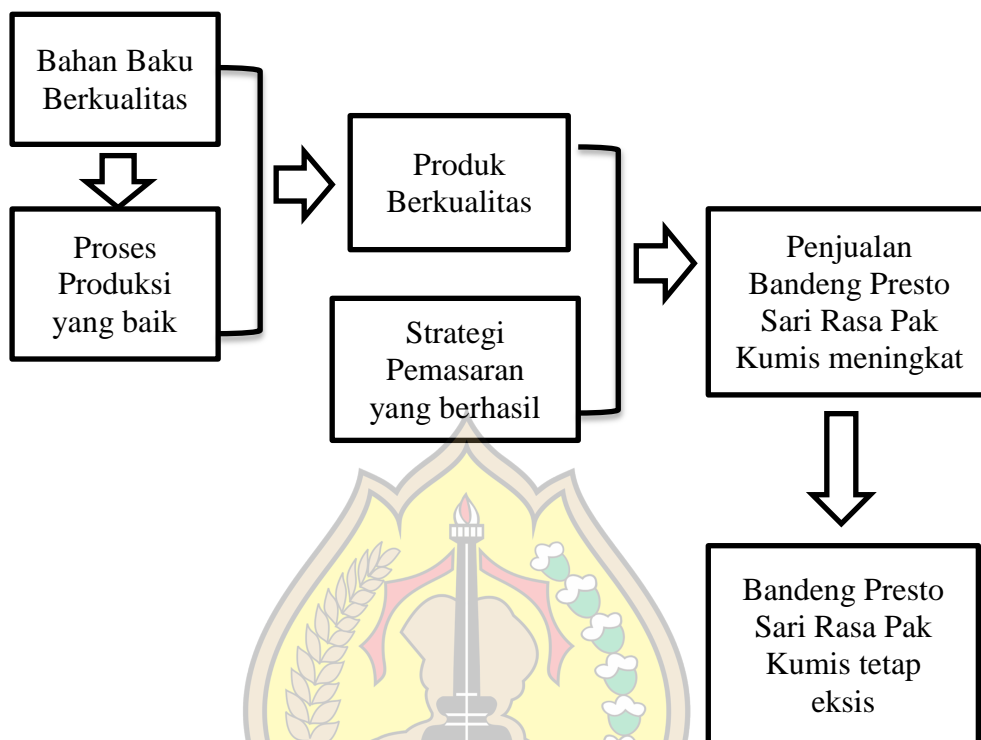 Bahan Baku
Berkualitas
Proses
Produksi
yang baik
Produk
Berkualitas
Strategi
Pemasaran
yang berhasil
Penjualan
Bandeng Presto
Sari Rasa Pak
Kumis meningkat
Bandeng Presto
Sari Rasa Pak
Kumis tetap
eksis